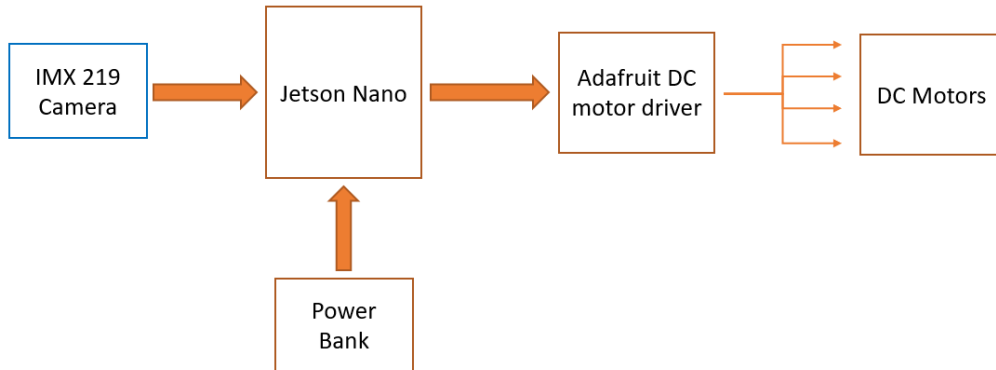 IMX 219
Camera
Jetson Nano
Adafruit DC
motor driver
DC Motors
Power
Bank